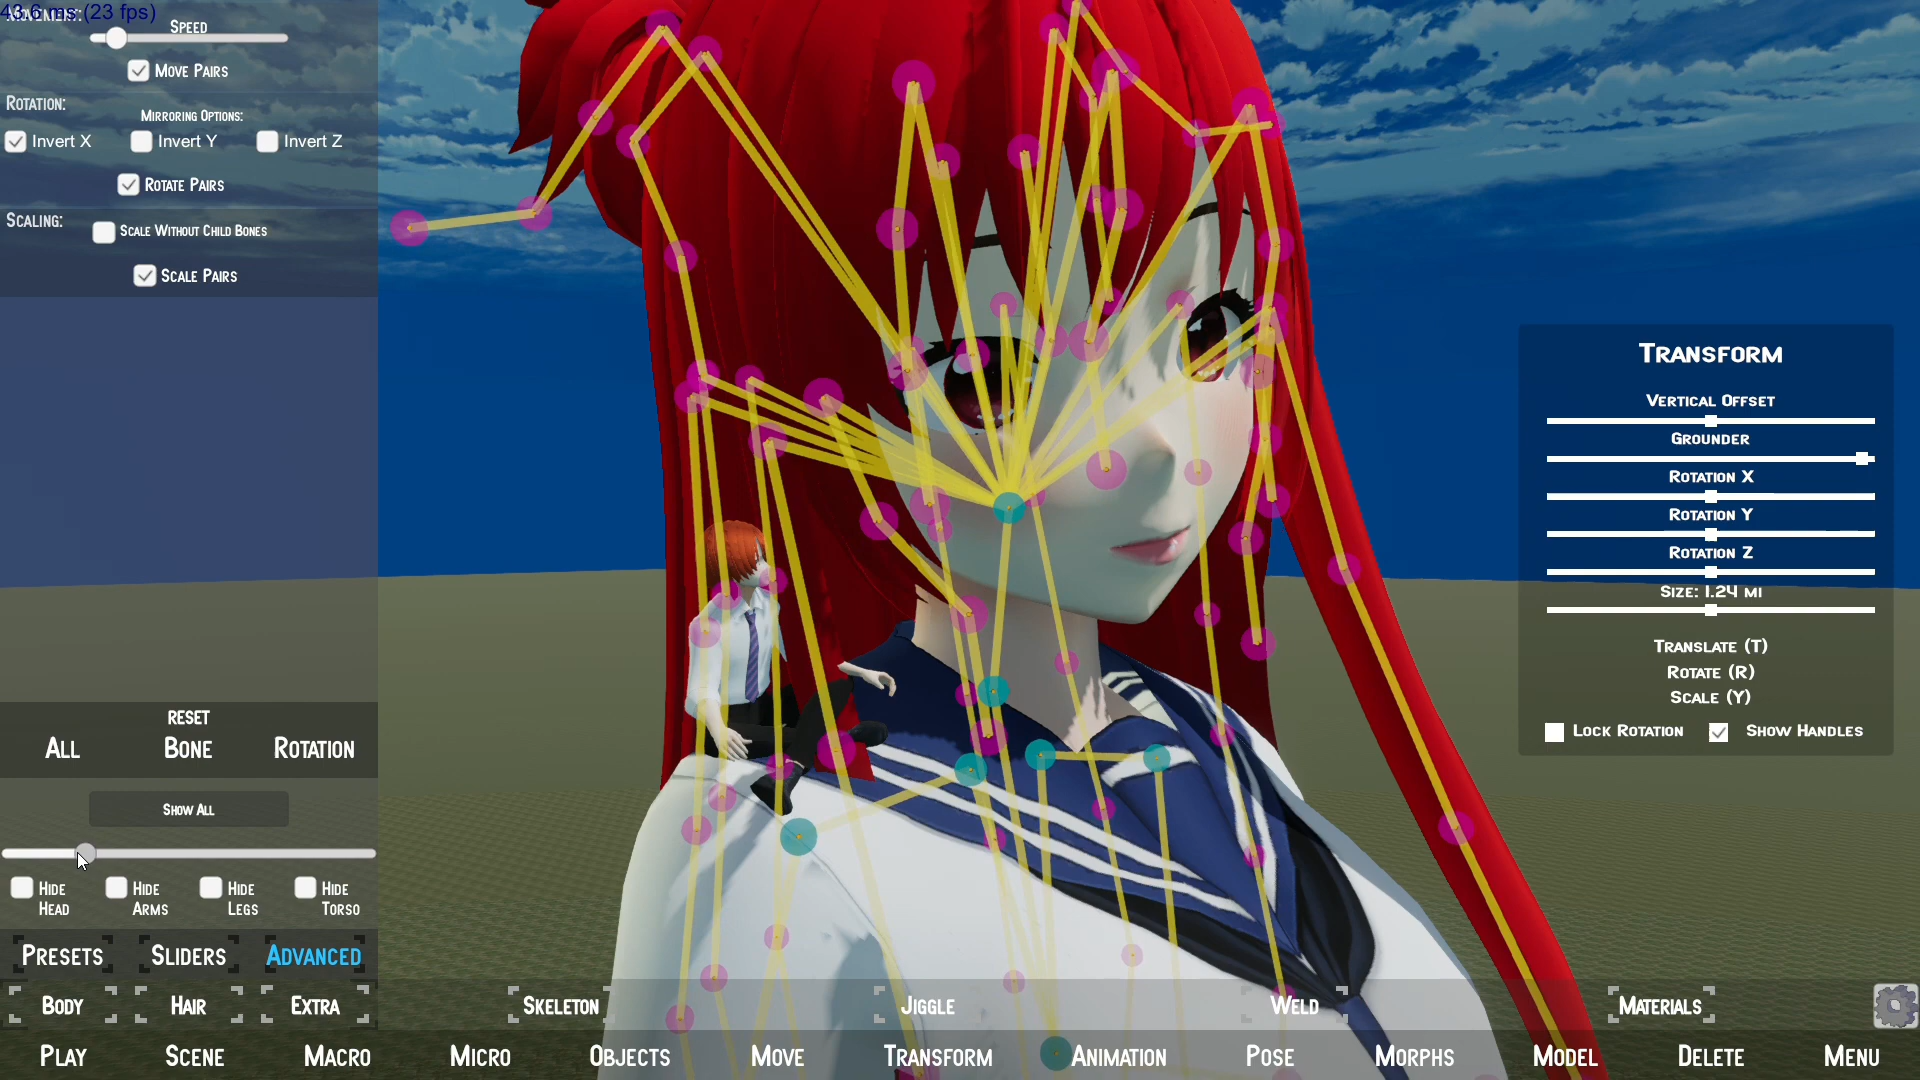 43.6 ms (23 fps)
Movement:
Speed
Move Pairs
Rotation:
Mirroring Options:
Invert X Invert Y Invert Z
Rotate Pairs
Scaling:
Scale Without Child Bones
Scale Pairs
Transform
Vertical Offset
Grounder
Rotation X
Rotation Y
Rotation Z
Size: 1.24 mi
Translate (T)
Rotate (R)
Scale (Y)
Lock Rotation Show Handles
Reset
All Bone Rotation
Show All
Hide Head Hide Arms Hide Legs Hide Torso
Presets Sliders Advanced
Body Hair Extra Skeleton Jiggle Weld Materials
Play Scene Macro Micro Objects Move Transform Animation Pose Morphs Model Delete Menu